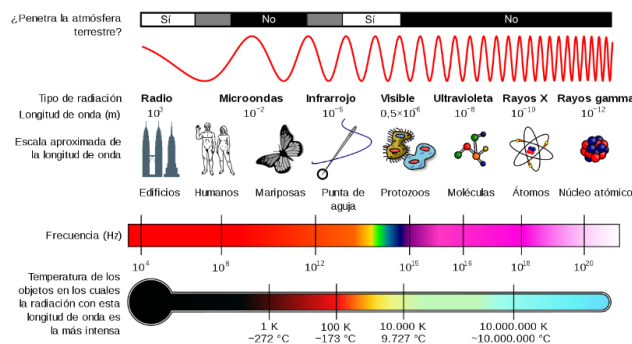 ¿Penetra la atmósfera
terrestre?
Sí No Sí No
Tipo de radiación Radio Microondas Infrarrojo Visible Ultravioleta Rayos X Rayos gamma
Longitud de onda (m) 10³ 10⁻² 10⁻⁵ 0,5×10⁻⁶ 10⁻⁸ 10⁻¹⁰ 10⁻¹²
Escala aproximada de
la longitud de onda
Edificios Humanos Mariposas Punta de aguja Protozoos Moléculas Átomos Núcleo atómico
Frecuencia (Hz)
10⁴ 10⁸ 10¹² 10¹⁵ 10¹⁶ 10¹⁸ 10²⁰
Temperatura de los
objetos en los cuales
la radiación con esta
longitud de onda es
la más intensa
1 K 100 K 10.000 K 10.000.000 K
−272 °C −173 °C 9.727 °C ~10.000.000 °C